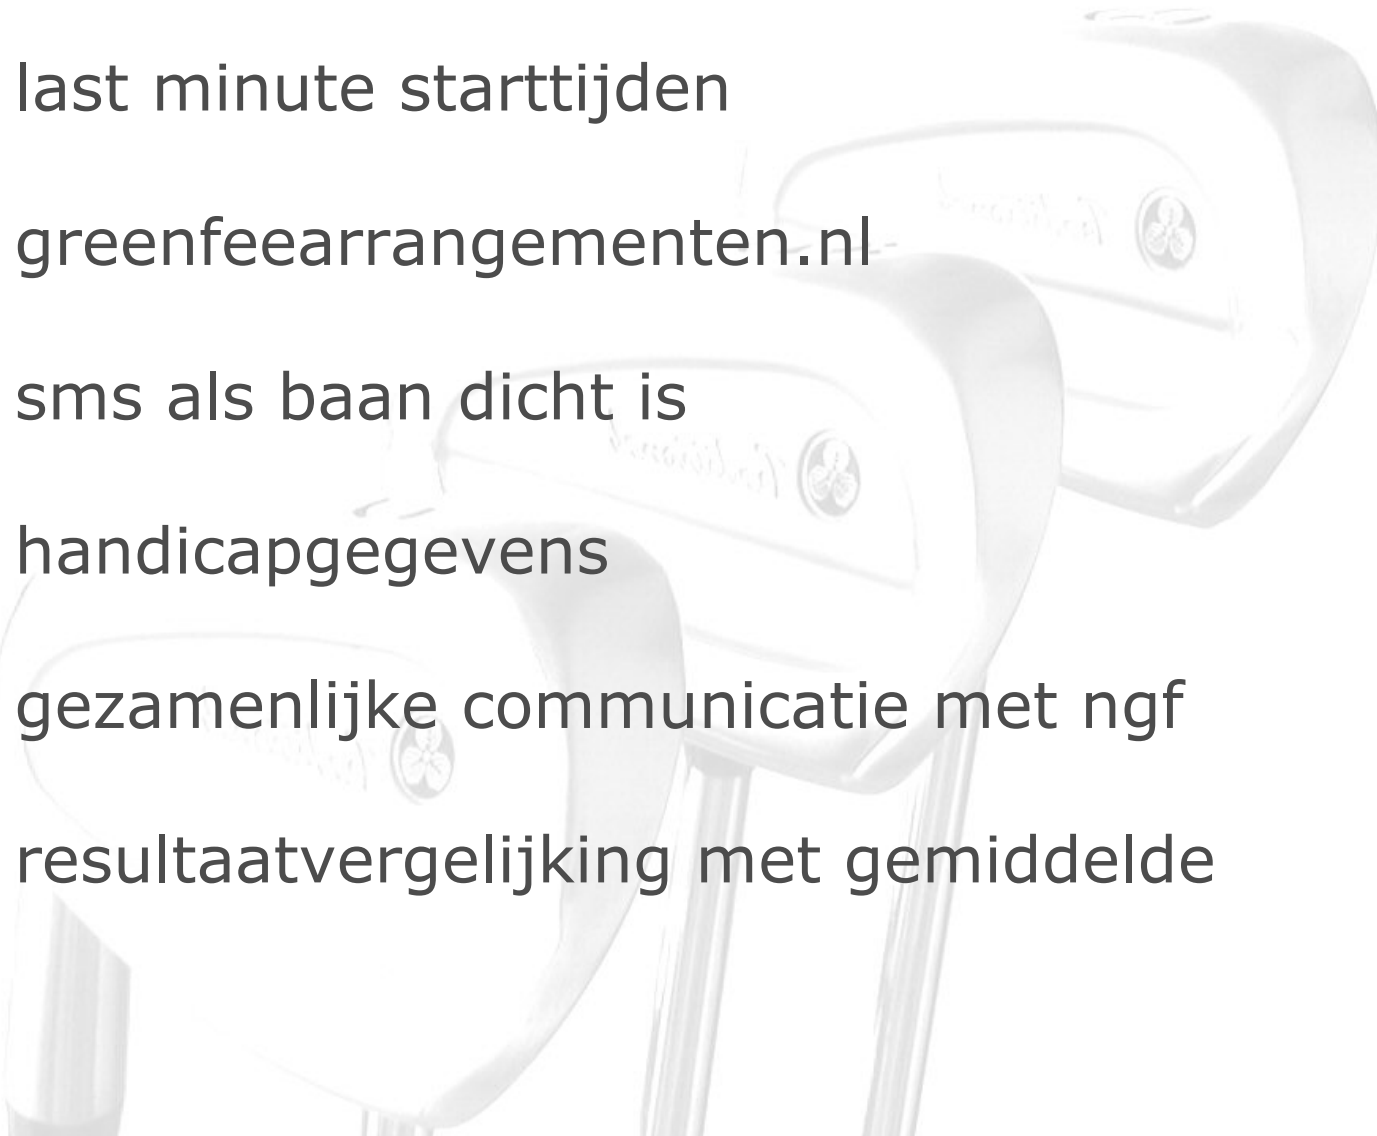 last minute starttijden
greenfeearrangementen.nl
sms als baan dicht is
handicapgegevens
gezamenlijke communicatie met ngf
resultaatvergelijking met gemiddelde